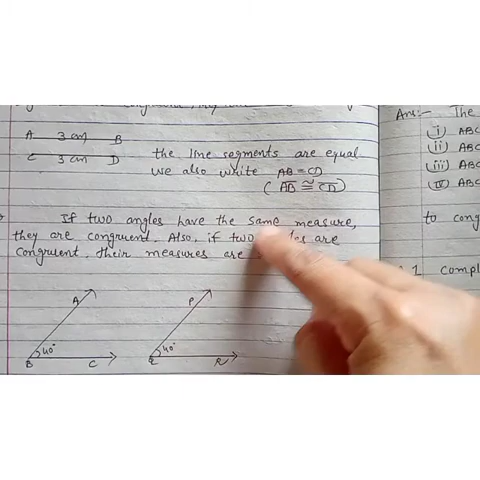 A 3 cm B
C 3 cm D
the line segments are equal
we also write AB = CD
( AB ≅ CD )
If two angles have the same measure,
they are congruent. Also, if two are
congruent, their measures are
A
40°
B C
P
40°
Q R
Ans:- The
(i) ABC
(ii) ABC
(iii) ABC
(iv) ABC
to cong
1 compl